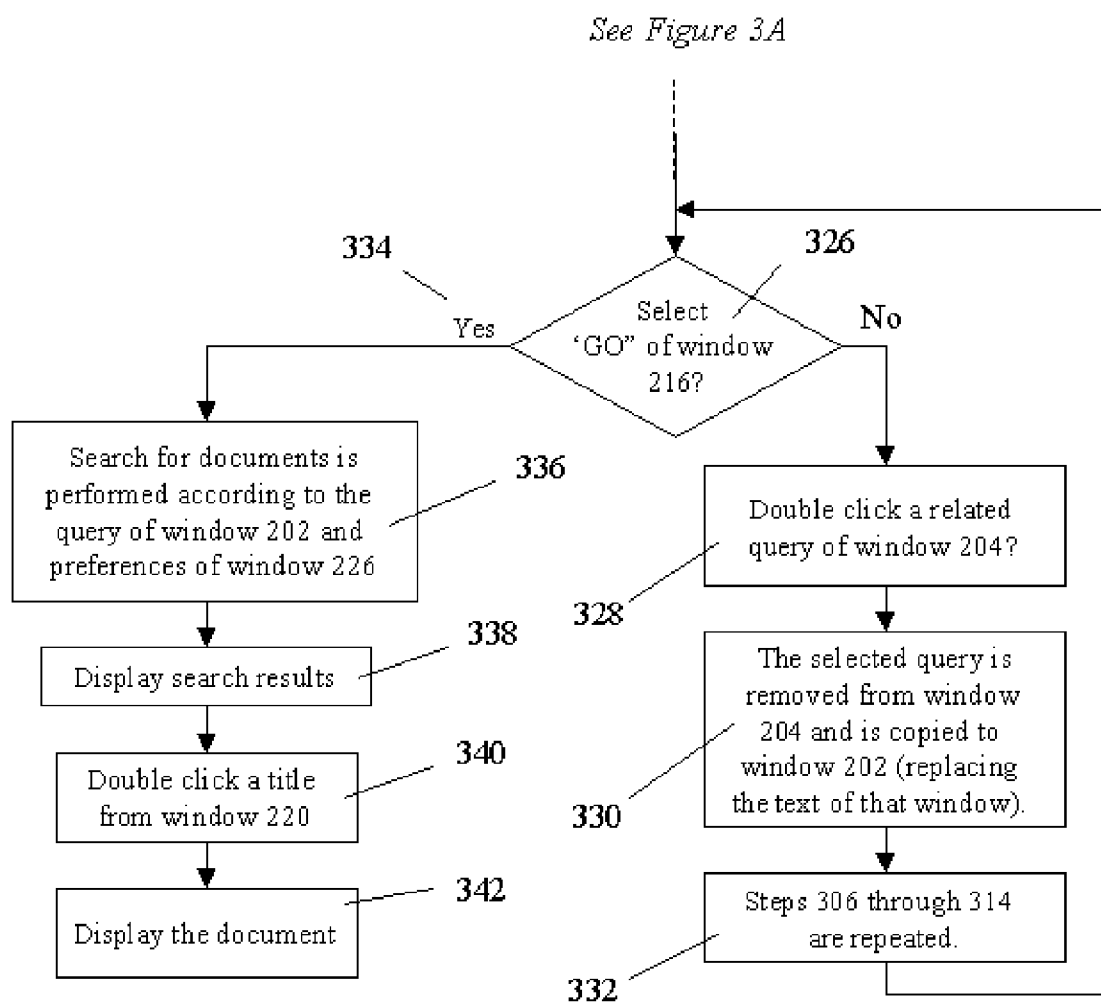 See Figure 3A
334
326
Yes
Select
‘GO” of window
216?
No
Search for documents is
performed according to the
query of window 202 and
preferences of window 226
336
Double click a related
query of window 204?
328
338
Display search results
The selected query is
removed from window
204 and is copied to
window 202 (replacing
the text of that window).
330
340
Double click a title
from window 220
342
Display the document
Steps 306 through 314
are repeated.
332